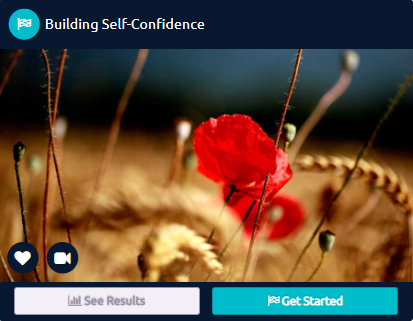 Building Self-Confidence
See Results
Get Started